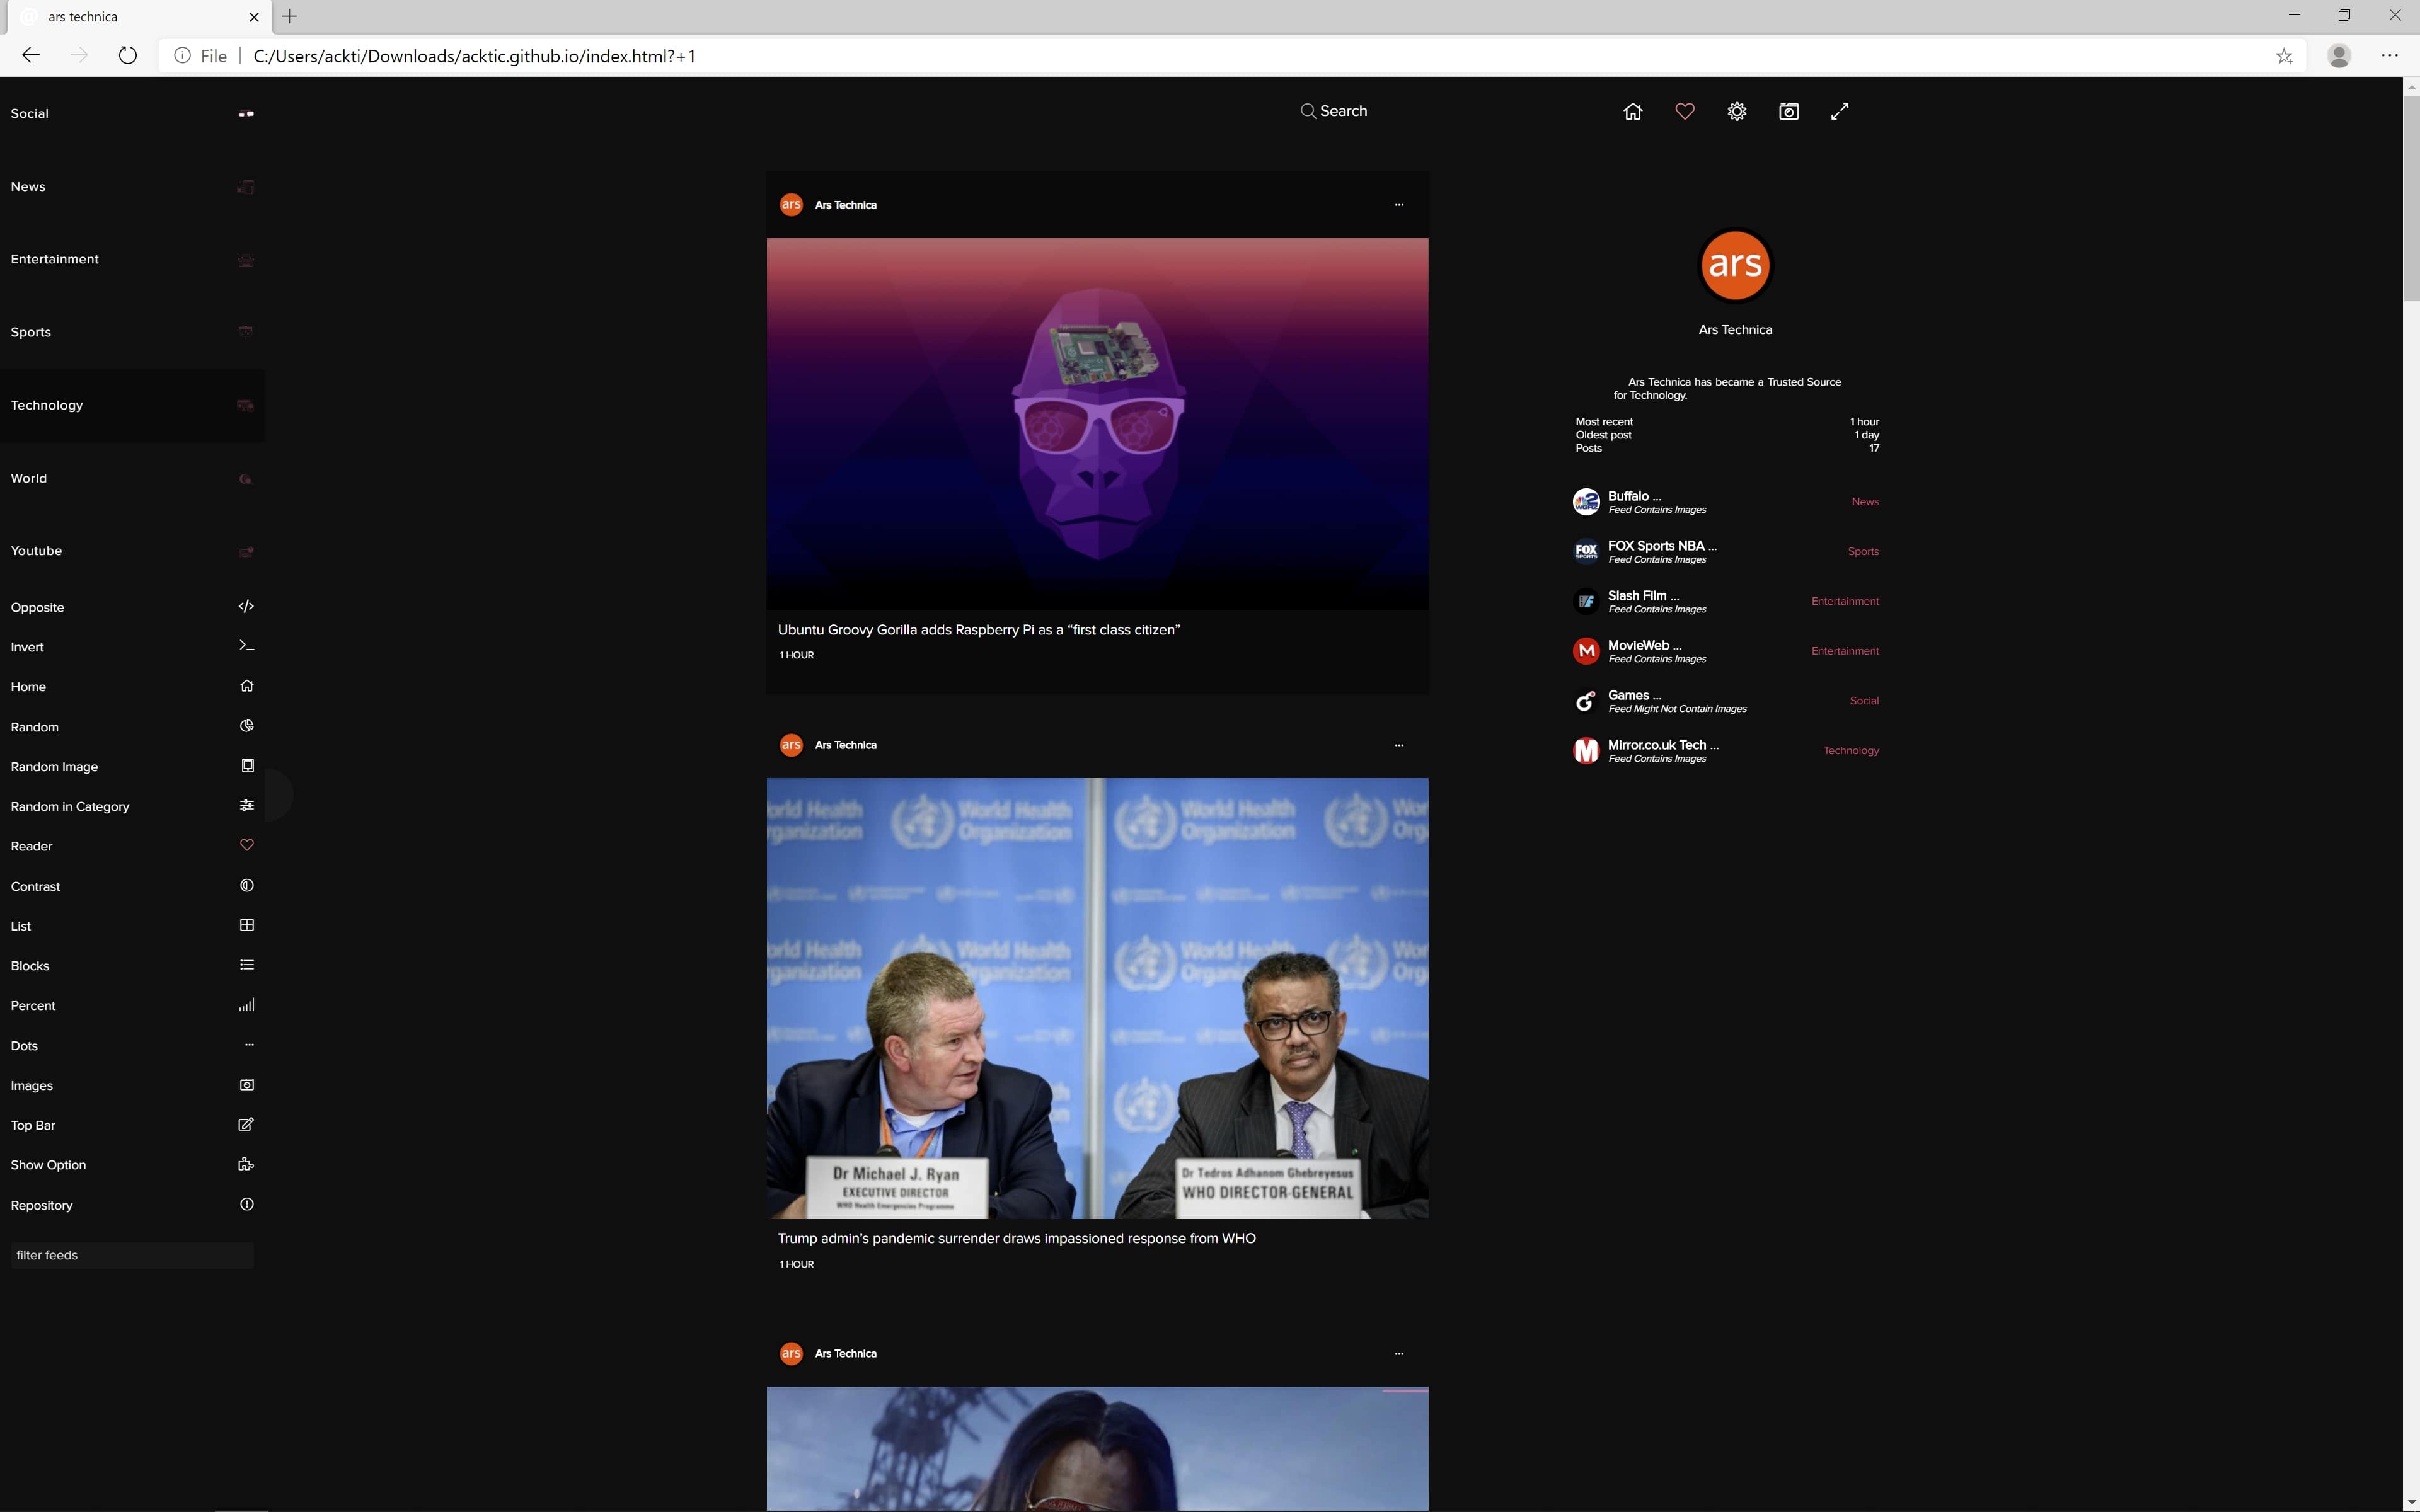 ars technica
File
C:/Users/ackti/Downloads/acktic.github.io/index.html?+1
Social
News
Entertainment
Sports
Technology
World
Youtube
Opposite
Invert
Home
Random
Random Image
Random in Category
Reader
Contrast
List
Blocks
Percent
Dots
Images
Top Bar
Show Option
Repository
filter feeds
Search
ars
Ars Technica
...
Ubuntu Groovy Gorilla adds Raspberry Pi as a “first class citizen”
1 HOUR
ars
Ars Technica
...
World Health Organization
World Health Organization
Dr Michael J. Ryan
EXECUTIVE DIRECTOR
WHO Health Emergencies Programme
Dr Tedros Adhanom Ghebreyesus
WHO DIRECTOR-GENERAL
Trump admin's pandemic surrender draws impassioned response from WHO
1 HOUR
ars
Ars Technica
...
ars
Ars Technica
Ars Technica has became a Trusted Source
for Technology.
Most recent 1 hour
Oldest post 1 day
Posts 17
Buffalo ... News
Feed Contains Images
FOX Sports NBA ... Sports
Feed Contains Images
Slash Film ... Entertainment
Feed Contains Images
MovieWeb ... Entertainment
Feed Contains Images
Games ... Social
Feed Might Not Contain Images
Mirror.co.uk Tech ... Technology
Feed Contains Images